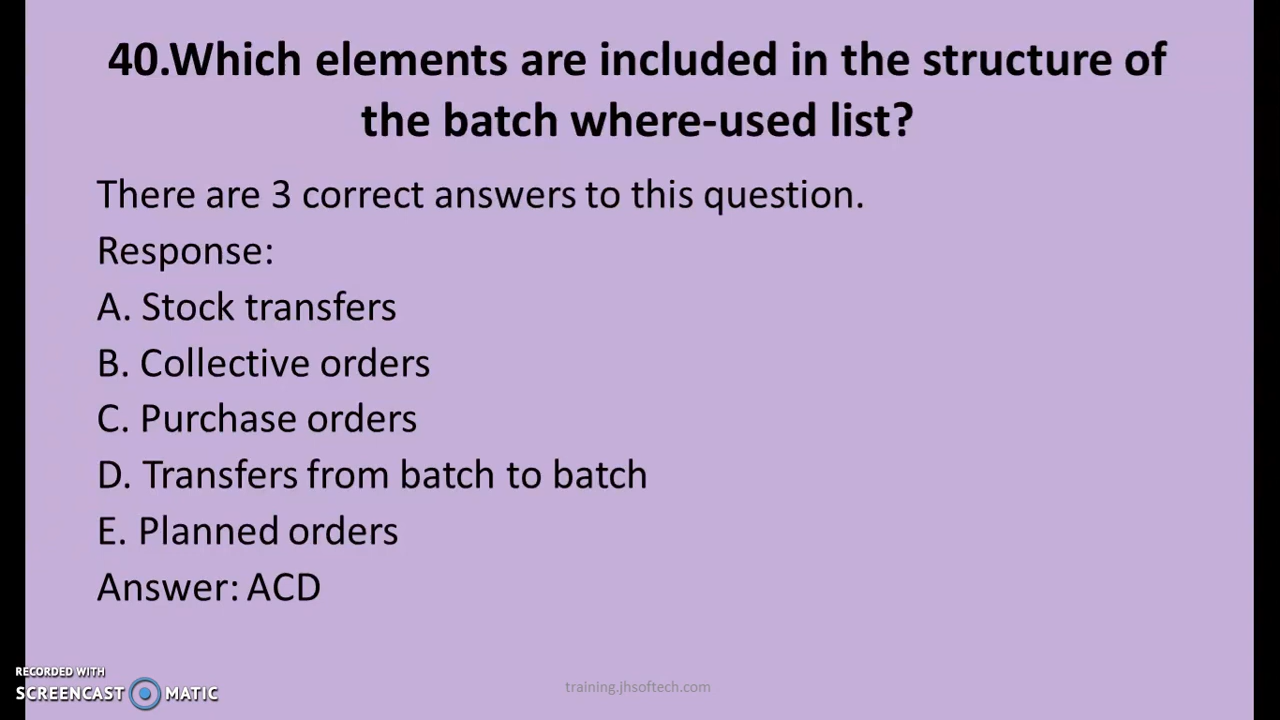 40.Which elements are included in the structure of
the batch where-used list?
There are 3 correct answers to this question.
Response:
A. Stock transfers
B. Collective orders
C. Purchase orders
D. Transfers from batch to batch
E. Planned orders
Answer: ACD
RECORDED WITH
SCREENCAST MATIC
training.jhsoftech.com